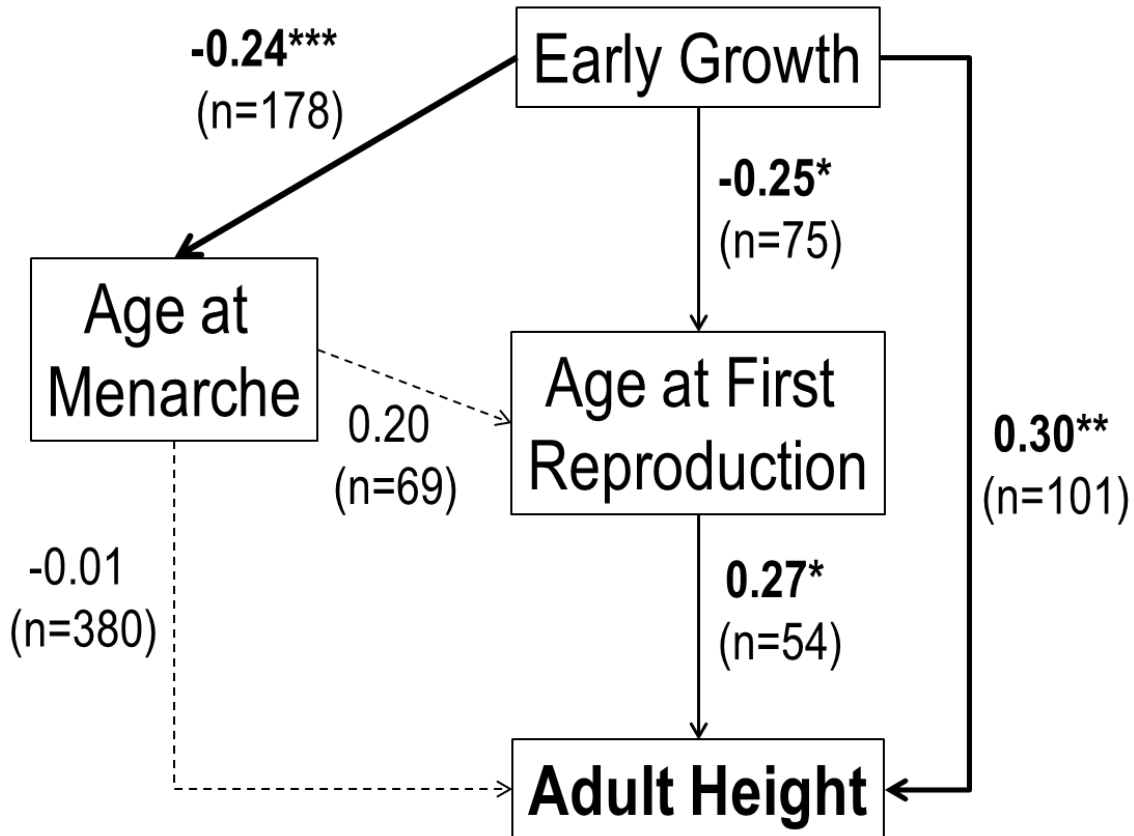 -0.24***
(n=178)
Early Growth
-0.25*
(n=75)
Age at
Menarche
0.20
(n=69)
Age at First
Reproduction
0.30**
(n=101)
-0.01
(n=380)
0.27*
(n=54)
Adult Height